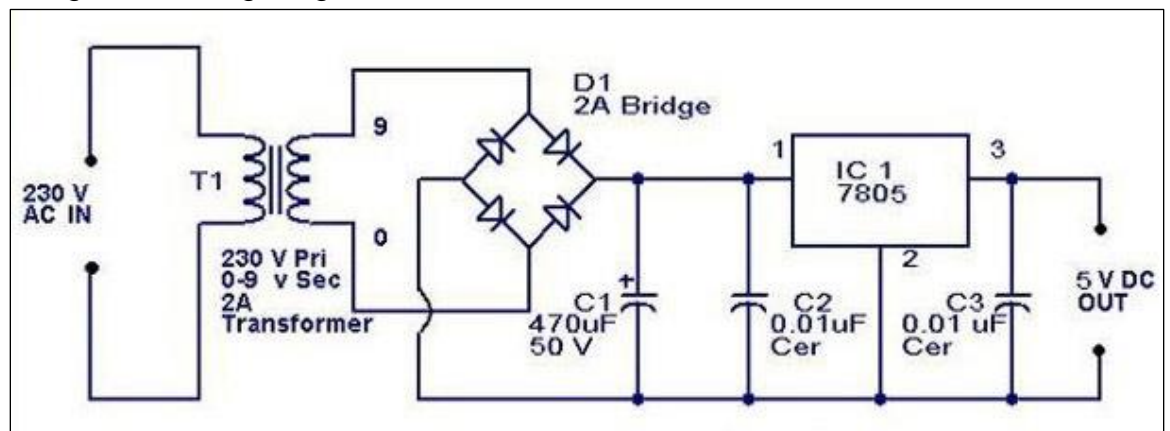 D1
2A Bridge
9
0
T1
230 V
AC IN
230 V Pri
0-9 v Sec
2A
Transformer
1
IC 1
7805
3
2
C1
470uF
50 V
C2
0.01uF
Cer
C3
0.01 uF
Cer
5 V DC
OUT
+